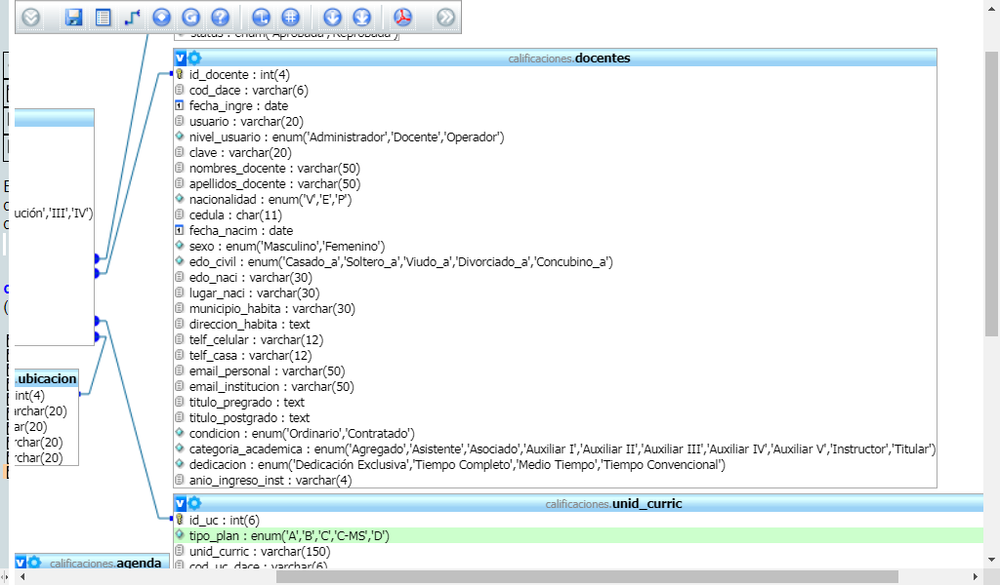 status : enum('Aprobada','Reprobada')
calificaciones.docentes
id_docente : int(4)
cod_dace : varchar(6)
fecha_ingre : date
usuario : varchar(20)
nivel_usuario : enum('Administrador','Docente','Operador')
clave : varchar(20)
nombres_docente : varchar(50)
apellidos_docente : varchar(50)
nacionalidad : enum('V','E','P')
cedula : char(11)
fecha_nacim : date
sexo : enum('Masculino','Femenino')
edo_civil : enum('Casado_a','Soltero_a','Viudo_a','Divorciado_a','Concubino_a')
edo_naci : varchar(30)
lugar_naci : varchar(30)
municipio_habita : varchar(30)
direccion_habita : text
telf_celular : varchar(12)
telf_casa : varchar(12)
email_personal : varchar(50)
email_institucion : varchar(50)
titulo_pregrado : text
titulo_postgrado : text
condicion : enum('Ordinario','Contratado')
categoria_academica : enum('Agregado','Asistente','Asociado','Auxiliar I','Auxiliar II','Auxiliar III','Auxiliar IV','Auxiliar V','Instructor','Titular')
dedicacion : enum('Dedicación Exclusiva','Tiempo Completo','Medio Tiempo','Tiempo Convencional')
anio_ingreso_inst : varchar(4)
ución','III','IV')
.ubicacion
int(4)
archar(20)
ar(20)
rchar(20)
rchar(20)
calificaciones.unid_curric
id_uc : int(6)
tipo_plan : enum('A','B','C','C-MS','D')
unid_curric : varchar(150)
cod_uc_dace : varchar(6)
calificaciones.agenda